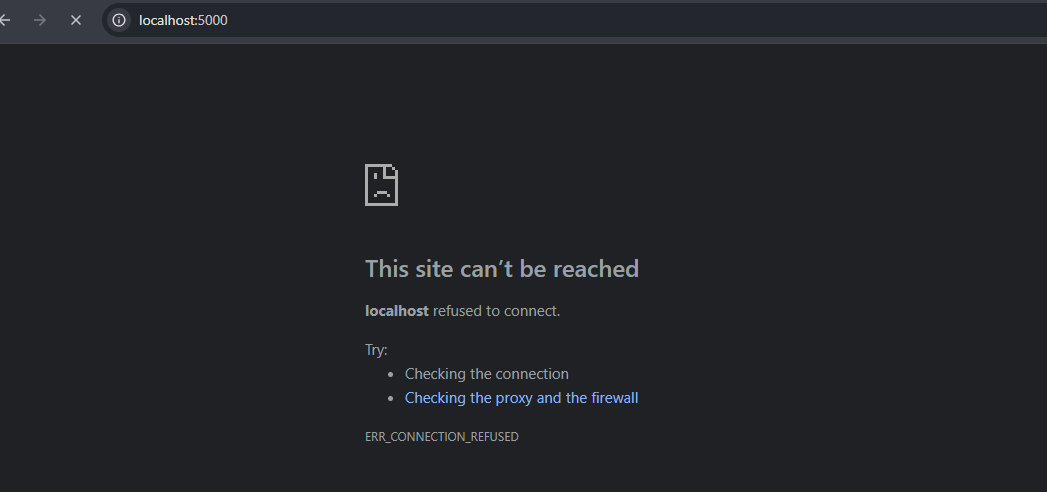 localhost:5000
This site can’t be reached
localhost refused to connect.
Try:
• Checking the connection
• Checking the proxy and the firewall
ERR_CONNECTION_REFUSED